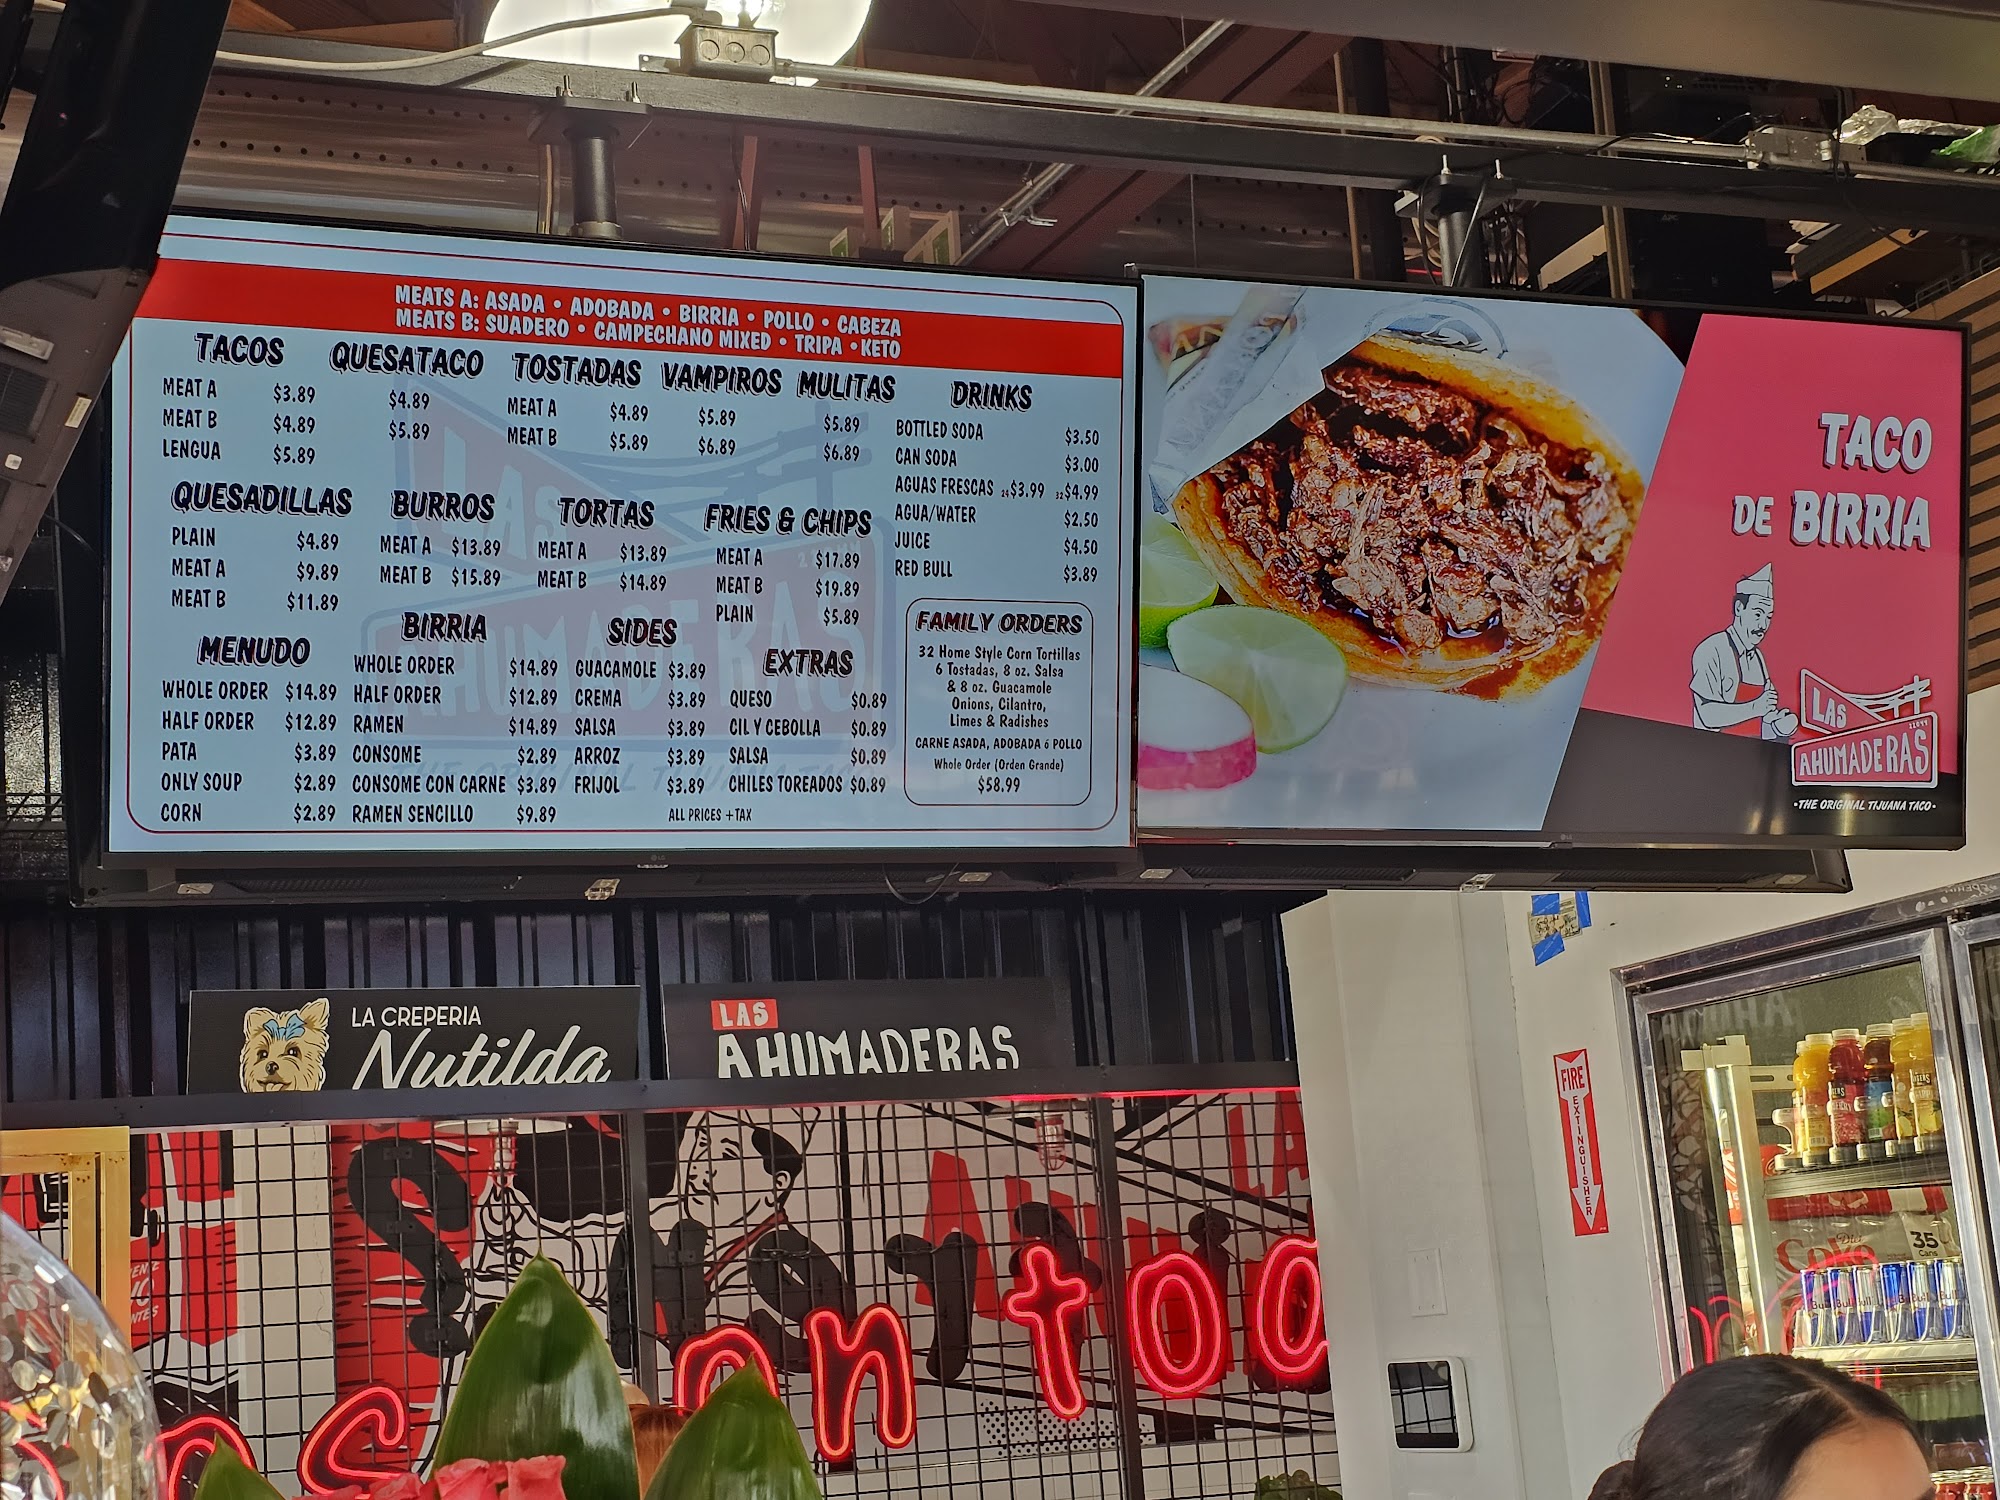 MEATS A: ASADA • ADOBADA • BIRRIA • POLLO • CABEZA
MEATS B: SUADERO • CAMPECHANO MIXED • TRIPA • KETO
TACOS
MEAT A $3.89
MEAT B $4.89
LENGUA $5.89
QUESATACO
$4.89
$5.89
TOSTADAS
MEAT A $4.89
MEAT B $5.89
VAMPIROS
$5.89
$6.89
MULITAS
$5.89
$6.89
DRINKS
BOTTLED SODA $3.50
CAN SODA $3.00
AGUAS FRESCAS 24 $3.99 32 $4.99
AGUA/WATER $2.50
JUICE $4.50
RED BULL $3.89
QUESADILLAS
PLAIN $4.89
MEAT A $9.89
MEAT B $11.89
BURROS
MEAT A $13.89
MEAT B $15.89
TORTAS
MEAT A $13.89
MEAT B $14.89
FRIES & CHIPS
MEAT A $17.89
MEAT B $19.89
PLAIN $5.89
MENUDO
WHOLE ORDER $14.89
HALF ORDER $12.89
PATA $3.89
ONLY SOUP $2.89
CORN $2.89
BIRRIA
WHOLE ORDER $14.89
HALF ORDER $12.89
RAMEN $14.89
CONSOME $2.89
CONSOME CON CARNE $3.89
RAMEN SENCILLO $9.89
SIDES
GUACAMOLE $3.89
CREMA $3.89
SALSA $3.89
ARROZ $3.89
FRIJOL $3.89
ALL PRICES + TAX
EXTRAS
QUESO $0.89
CIL Y CEBOLLA $0.89
SALSA $0.89
CHILES TOREADOS $0.89
FAMILY ORDERS
32 Home Style Corn Tortillas
6 Tostadas, 8 oz. Salsa
& 8 oz. Guacamole
Onions, Cilantro,
Limes & Radishes
CARNE ASADA, ADOBADA ó POLLO
Whole Order (Orden Grande)
$58.99
LAS
AHUMADERAS
TACO
DE BIRRIA
LAS
AHUMADERAS
•THE ORIGINAL TIJUANA TACO•
LG
LA CREPERIA
Nutilda
LAS
AHUMADERAS
FIRE
EXTINGUISHER
on
Diet
Coke
35
Cans